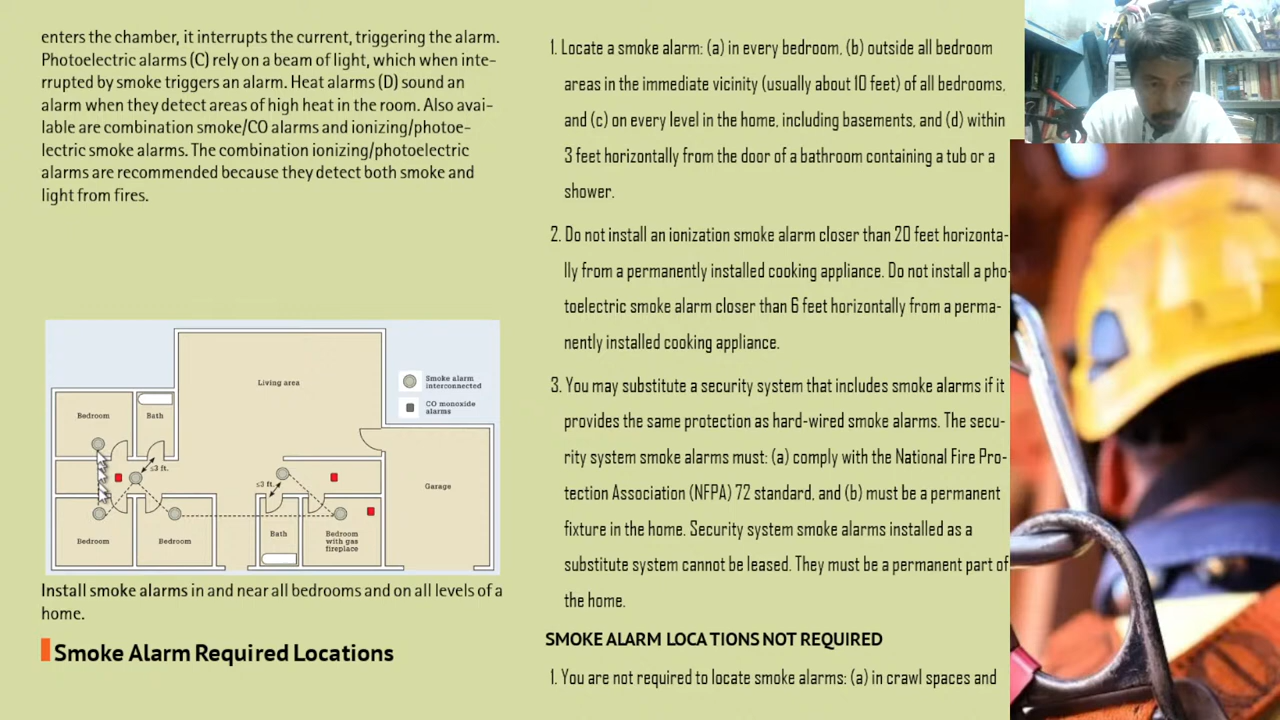 enters the chamber, it interrupts the current, triggering the alarm.
Photoelectric alarms (C) rely on a beam of light, which when inte-
rrupted by smoke triggers an alarm. Heat alarms (D) sound an
alarm when they detect areas of high heat in the room. Also avai-
lable are combination smoke/CO alarms and ionizing/photoe-
lectric smoke alarms. The combination ionizing/photoelectric
alarms are recommended because they detect both smoke and
light from fires.
Living area
Smoke alarm
interconnected
CO monoxide
alarms
Bedroom
Bath
≤3 ft.
≤3 ft.
Garage
Bedroom
Bedroom
Bath
Bedroom
with gas
fireplace
Install smoke alarms in and near all bedrooms and on all levels of a
home.
Smoke Alarm Required Locations
1. Locate a smoke alarm: (a) in every bedroom, (b) outside all bedroom
areas in the immediate vicinity (usually about 10 feet) of all bedrooms,
and (c) on every level in the home, including basements, and (d) within
3 feet horizontally from the door of a bathroom containing a tub or a
shower.
2. Do not install an ionization smoke alarm closer than 20 feet horizonta-
lly from a permanently installed cooking appliance. Do not install a pho-
toelectric smoke alarm closer than 6 feet horizontally from a perma-
nently installed cooking appliance.
3. You may substitute a security system that includes smoke alarms if it
provides the same protection as hard-wired smoke alarms. The secu-
rity system smoke alarms must: (a) comply with the National Fire Pro-
tection Association (NFPA) 72 standard, and (b) must be a permanent
fixture in the home. Security system smoke alarms installed as a
substitute system cannot be leased. They must be a permanent part of
the home.
SMOKE ALARM LOCATIONS NOT REQUIRED
1. You are not required to locate smoke alarms: (a) in crawl spaces and